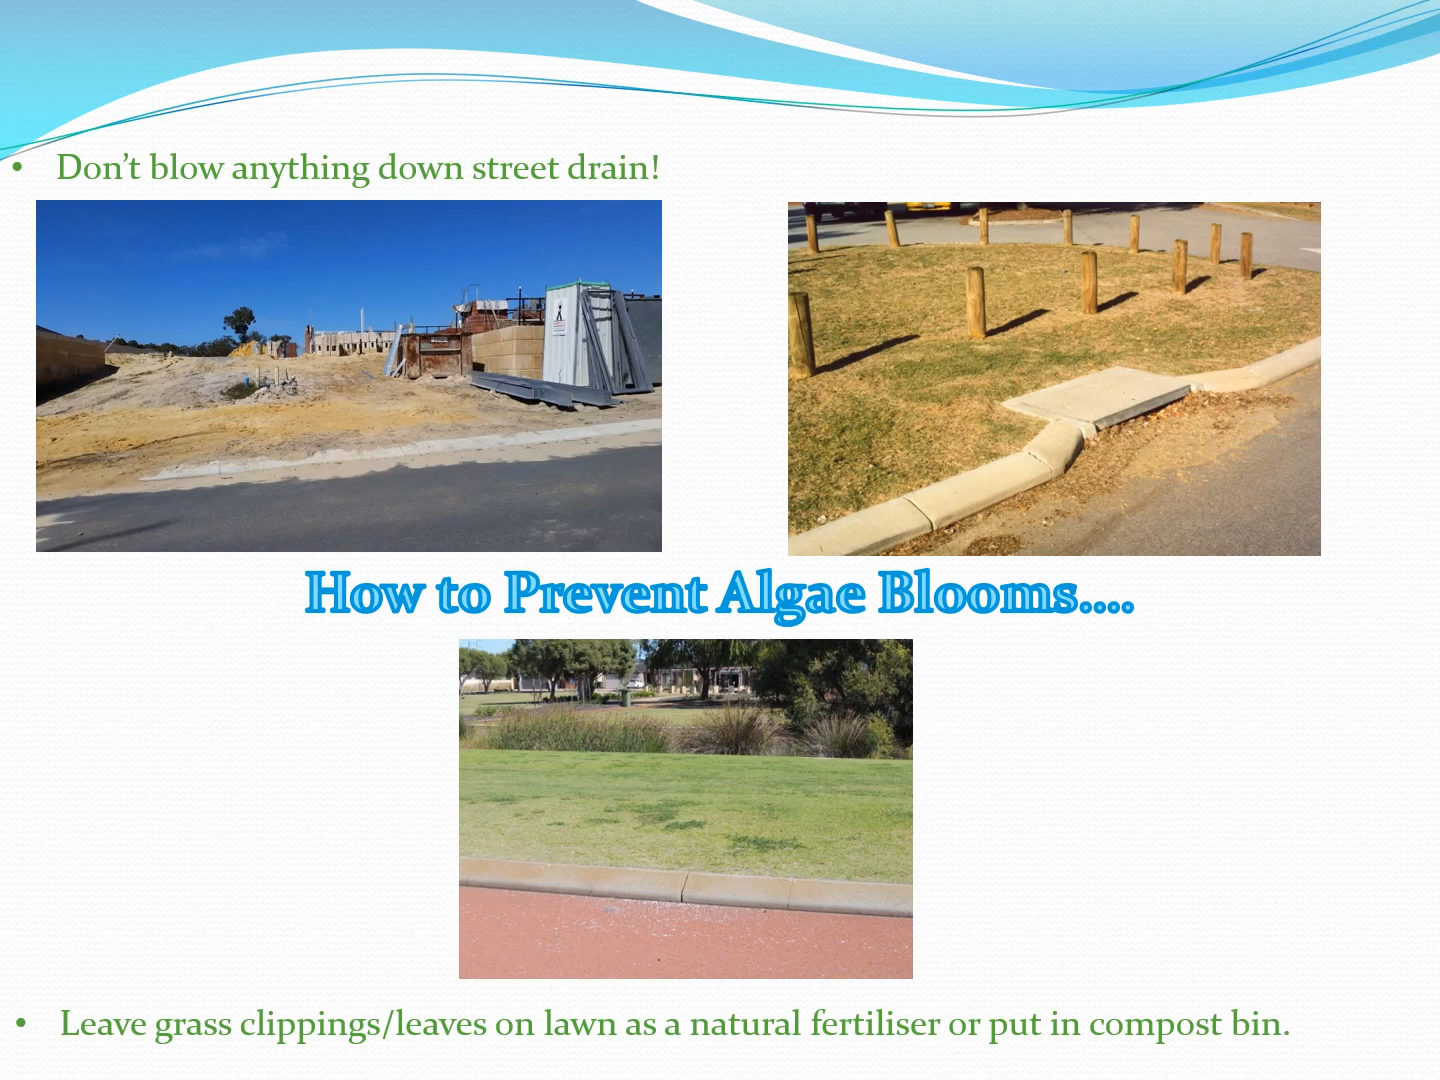 • Don’t blow anything down street drain!
How to Prevent Algae Blooms....
• Leave grass clippings/leaves on lawn as a natural fertiliser or put in compost bin.